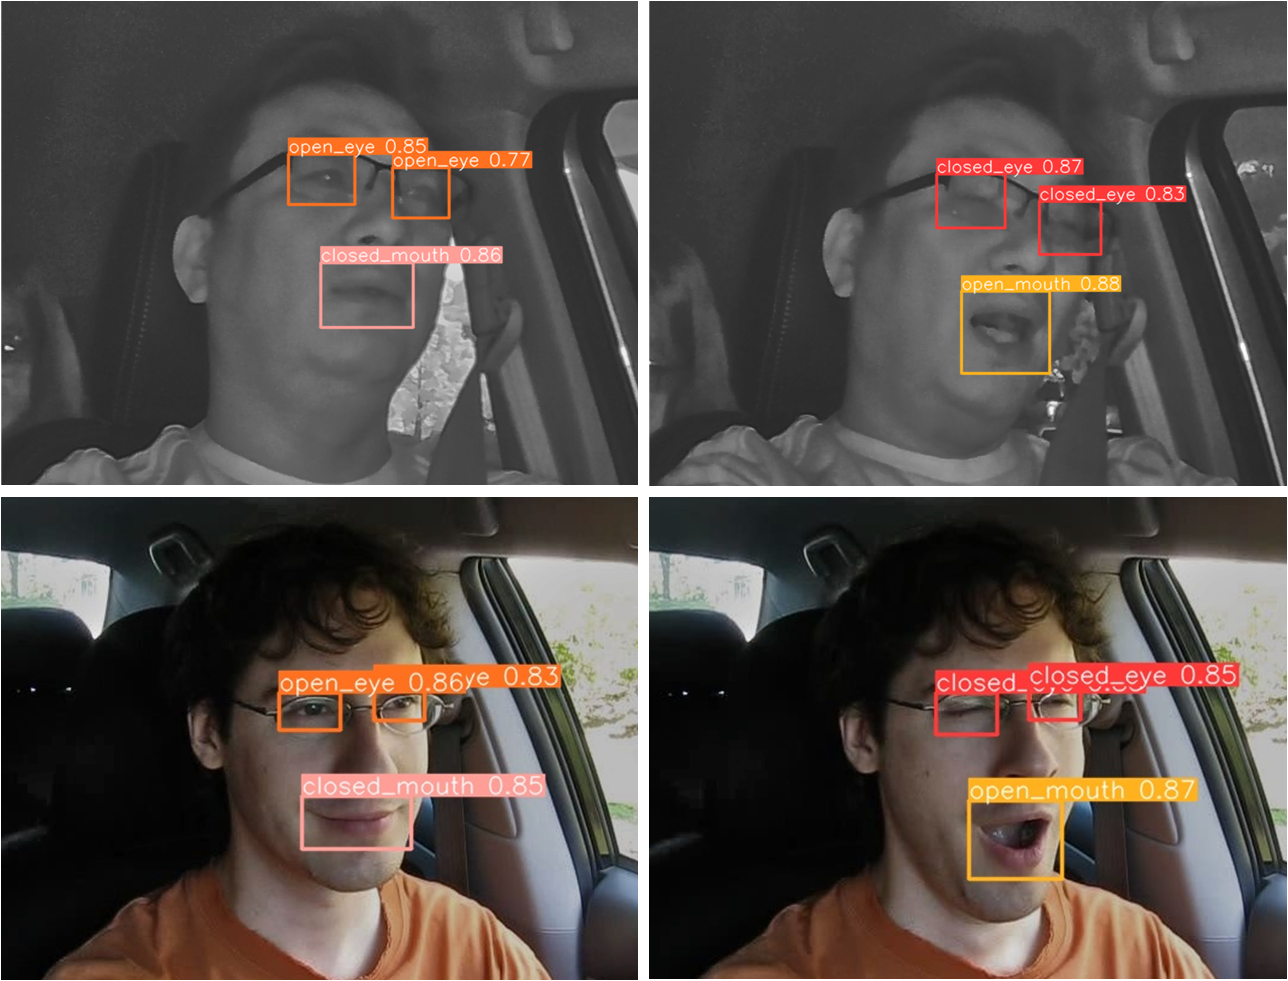 open_eye 0.85
open_eye 0.77
closed_mouth 0.86
closed_eye 0.87
closed_eye 0.83
open_mouth 0.88
open_eye 0.86
ye 0.83
closed_mouth 0.85
closed_
closed_eye 0.85
open_mouth 0.87